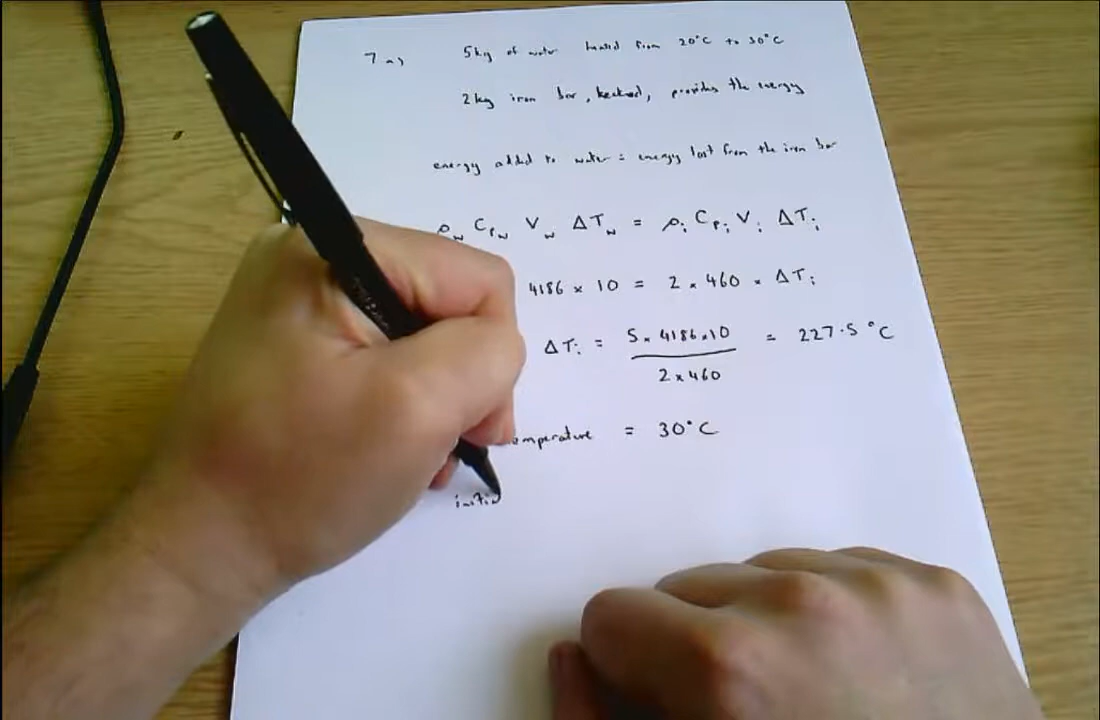 7 a) 5kg of water heated from 20°C to 30°C
2kg iron bar, heated, provides the energy
energy added to water = energy lost from the iron bar
ρw CPw Vw ΔTw = ρi CPi Vi ΔTi
4186 × 10 = 2 × 460 × ΔTi
ΔTi = 5 × 4186 × 10 / 2 × 460 = 227.5 °C
emperature = 30°C
initia